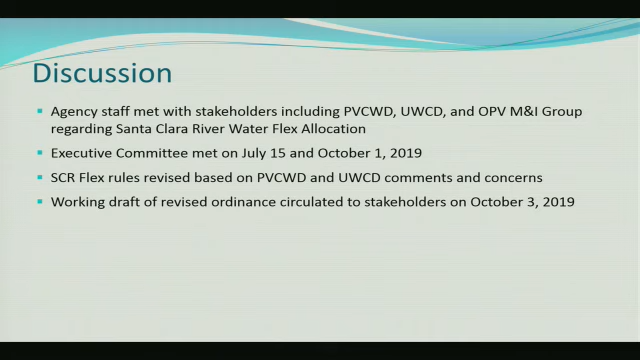 Discussion
Agency staff met with stakeholders including PVCWD, UWCD, and OPV M&I Group
regarding Santa Clara River Water Flex Allocation
Executive Committee met on July 15 and October 1, 2019
SCR Flex rules revised based on PVCWD and UWCD comments and concerns
Working draft of revised ordinance circulated to stakeholders on October 3, 2019